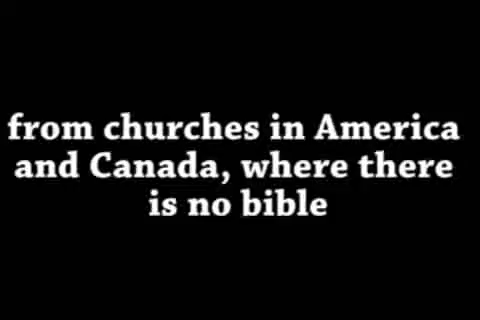 from churches in America
and Canada, where there
is no bible